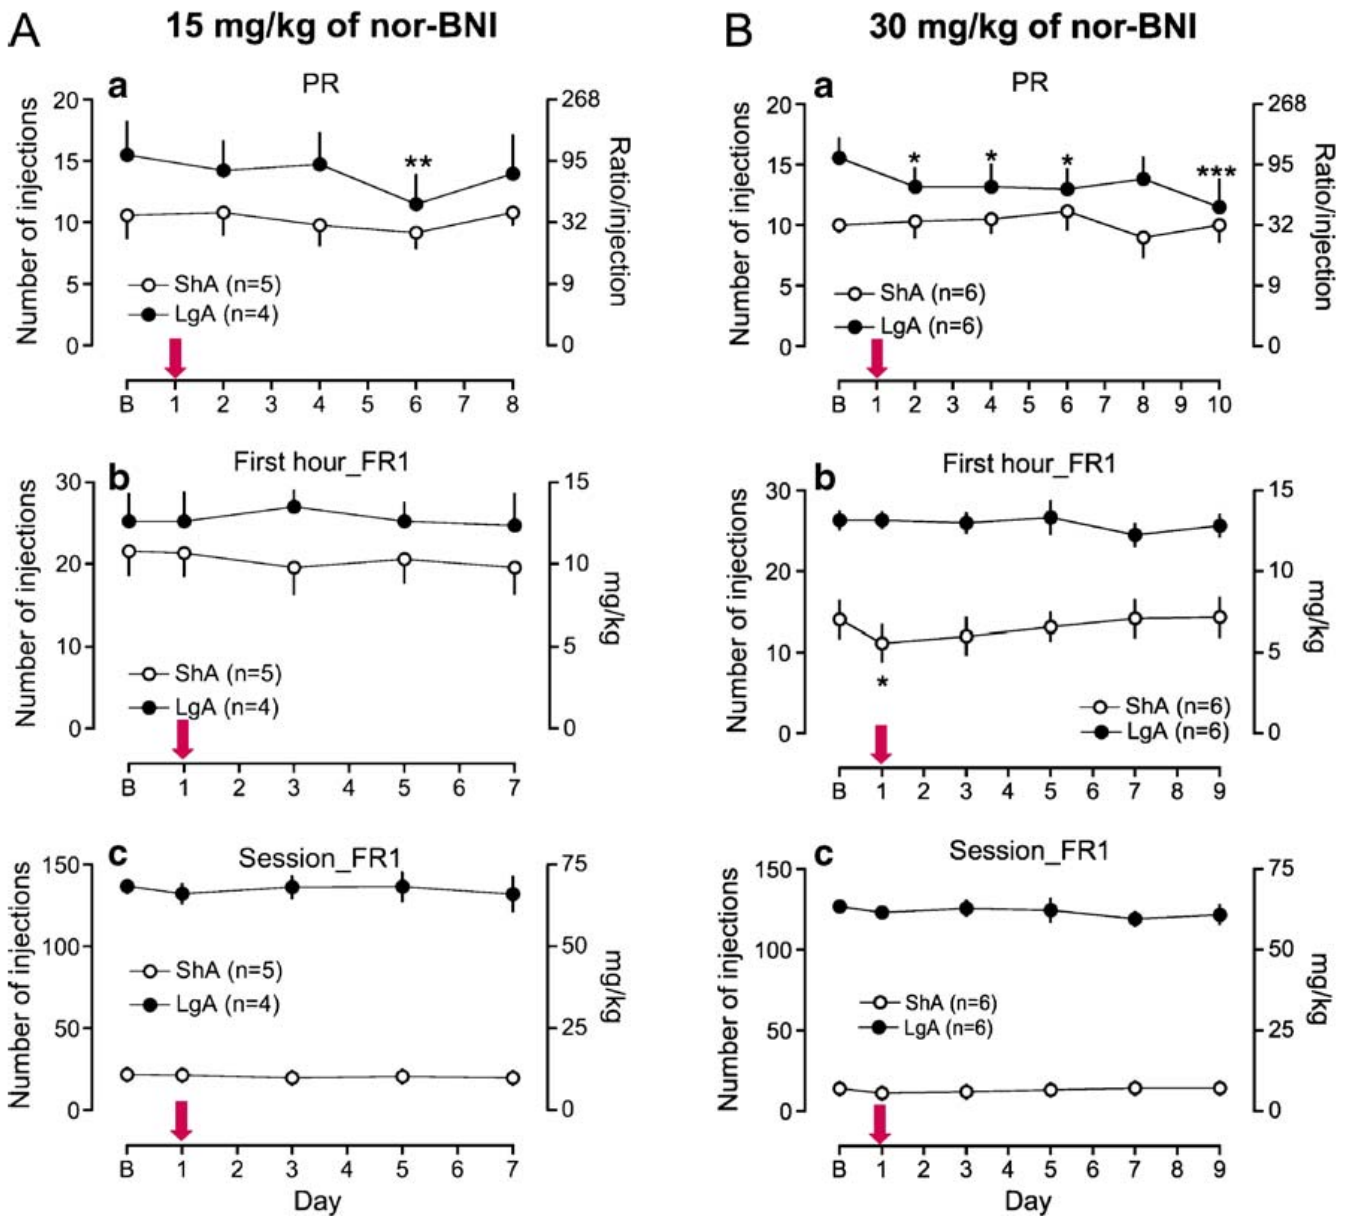 A 15 mg/kg of nor-BNI
a PR
20
15
10
5
0
Number of injections
268
95
32
9
0
Ratio/injection
**
ShA (n=5)
LgA (n=4)
B 1 2 3 4 5 6 7 8
b First hour_FR1
30
20
10
0
Number of injections
15
10
5
0
mg/kg
ShA (n=5)
LgA (n=4)
B 1 2 3 4 5 6 7
c Session_FR1
150
100
50
0
Number of injections
75
50
25
0
mg/kg
ShA (n=5)
LgA (n=4)
B 1 2 3 4 5 6 7
Day
B 30 mg/kg of nor-BNI
a PR
20
15
10
5
0
Number of injections
268
95
32
9
0
Ratio/injection
* * * ***
ShA (n=6)
LgA (n=6)
B 1 2 3 4 5 6 7 8 9 10
b First hour_FR1
30
20
10
0
Number of injections
15
10
5
0
mg/kg
*
ShA (n=6)
LgA (n=6)
B 1 2 3 4 5 6 7 8 9
c Session_FR1
150
100
50
0
Number of injections
75
50
25
0
mg/kg
ShA (n=6)
LgA (n=6)
B 1 2 3 4 5 6 7 8 9
Day